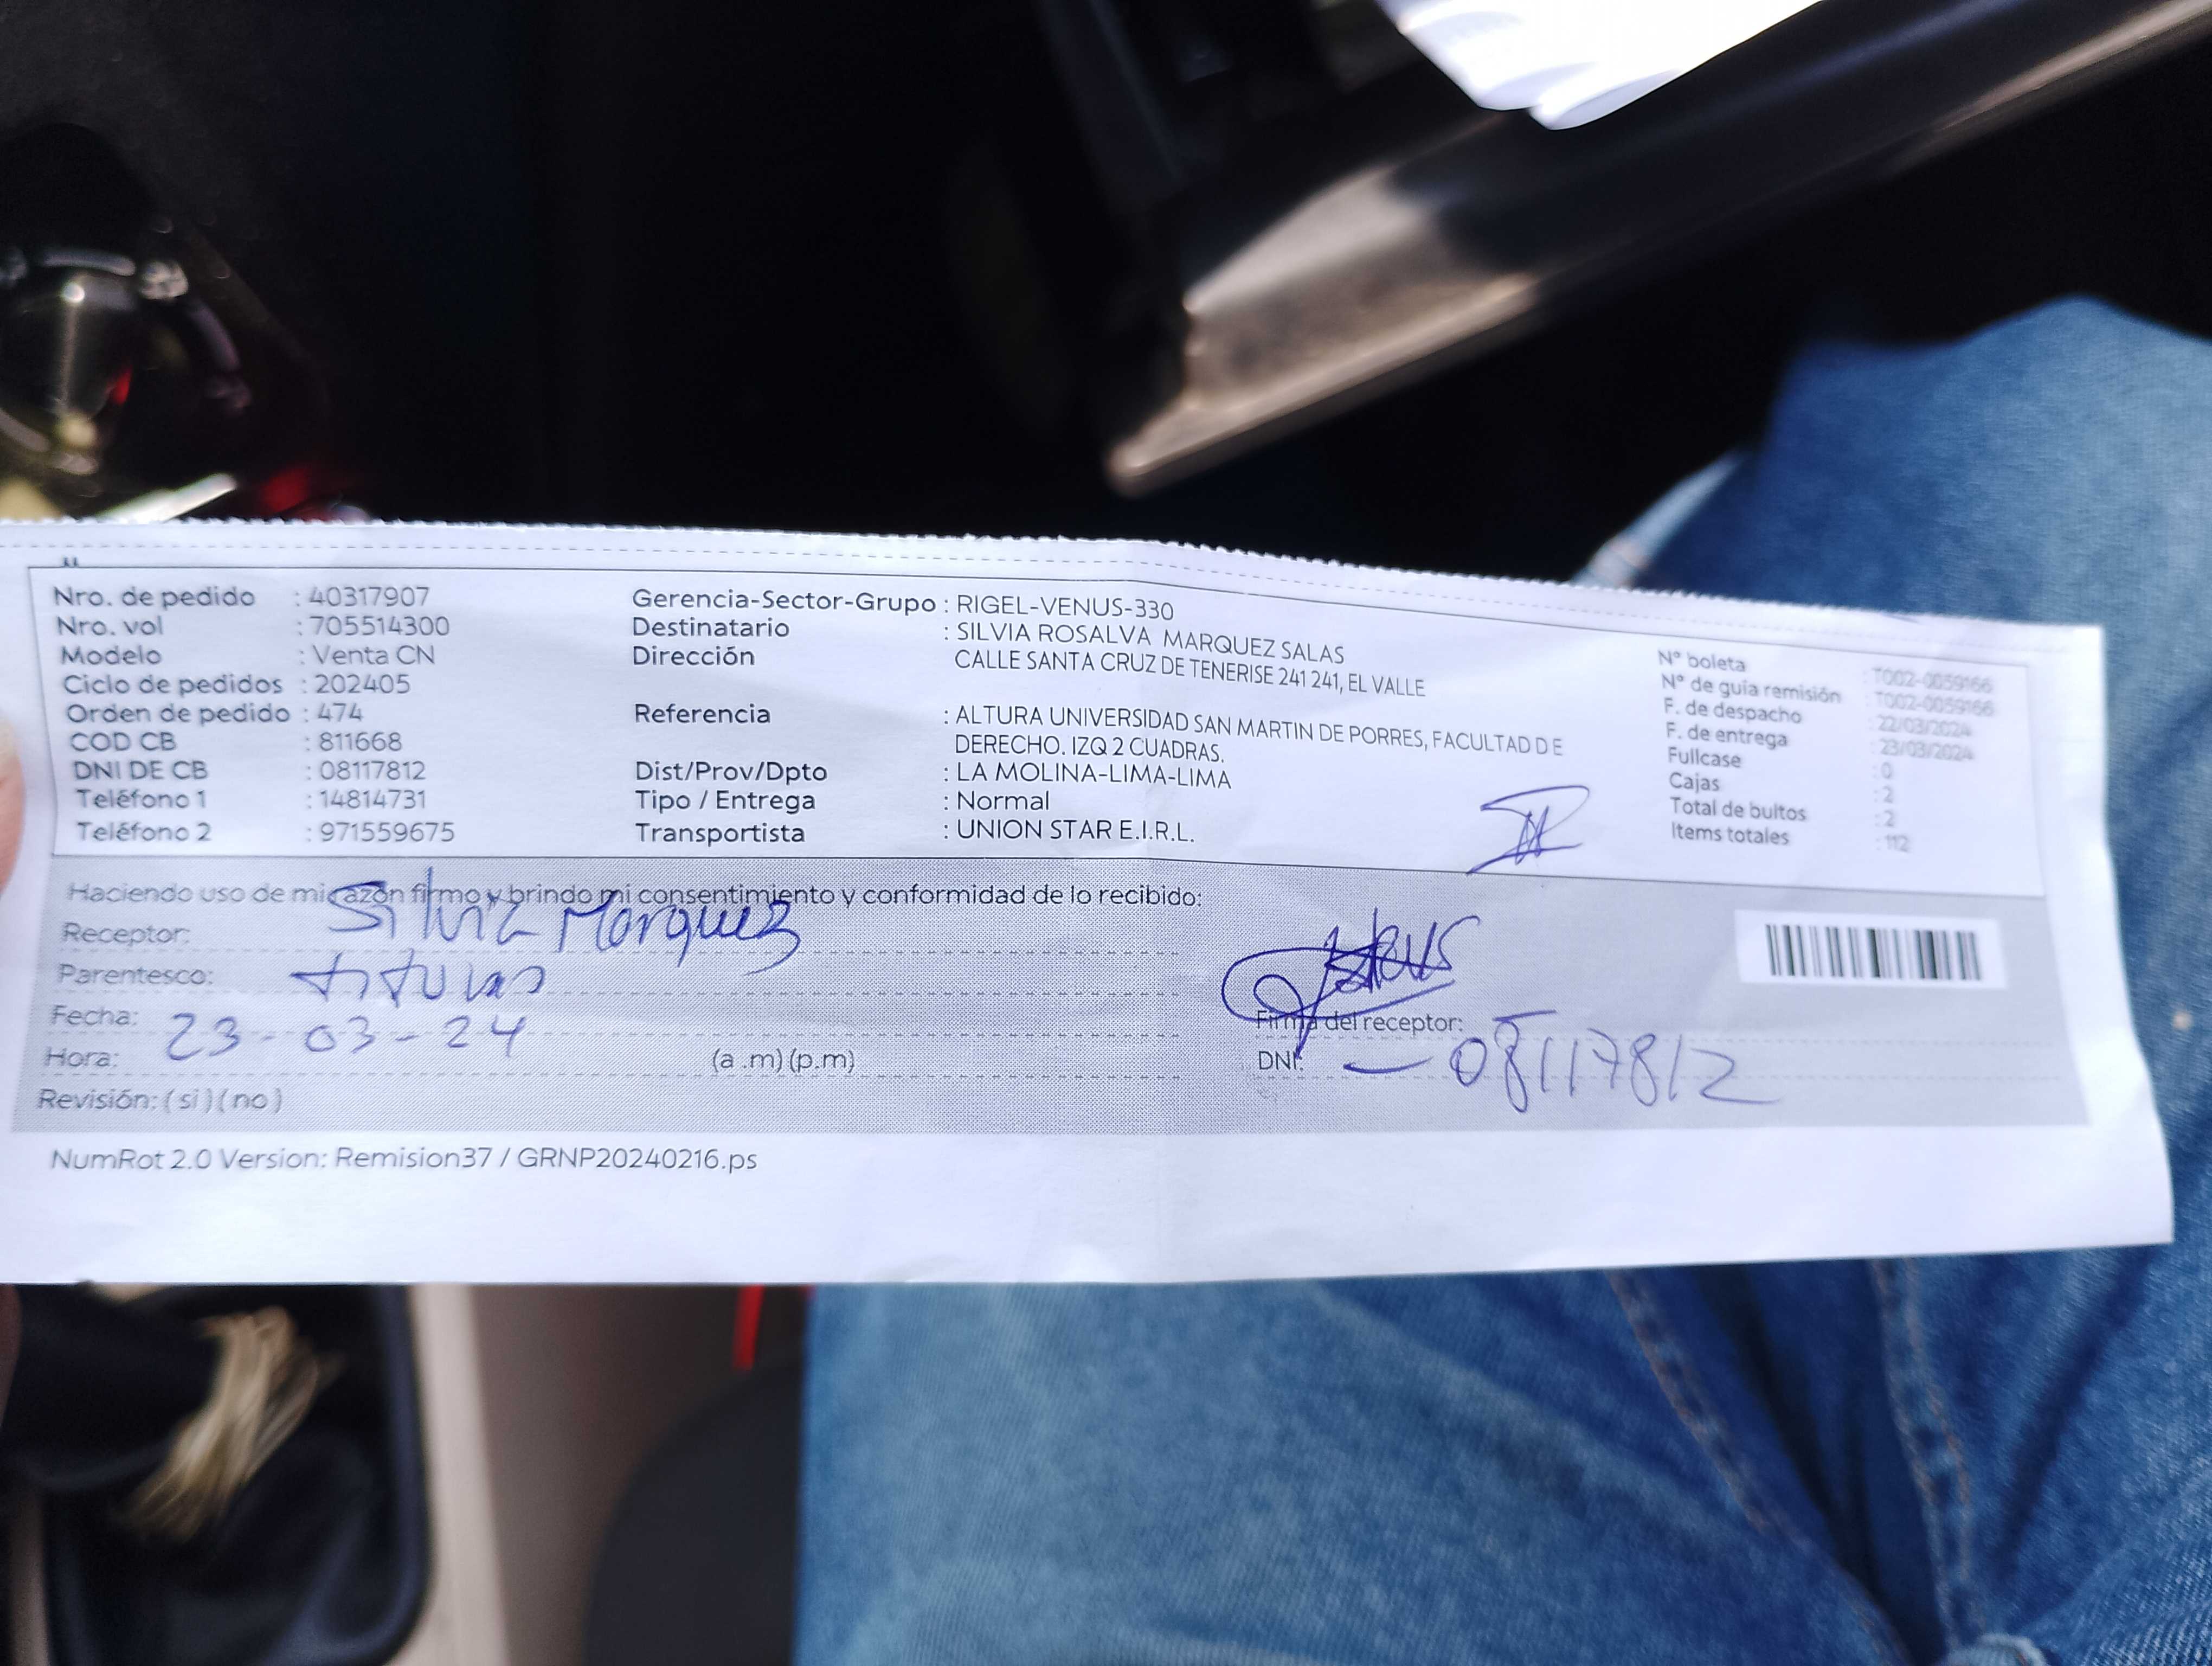 Nro. de pedido : 40317907
Nro. vol : 705514300
Modelo : Venta CN
Ciclo de pedidos : 202405
Orden de pedido : 474
COD CB : 811668
DNI DE CB : 08117812
Teléfono 1 : 14814731
Teléfono 2 : 971559675
Gerencia-Sector-Grupo : RIGEL-VENUS-330
Destinatario : SILVIA ROSALVA MARQUEZ SALAS
Dirección CALLE SANTA CRUZ DE TENERISE 241 241, EL VALLE
Referencia : ALTURA UNIVERSIDAD SAN MARTIN DE PORRES, FACULTAD DE
DERECHO. IZQ 2 CUADRAS.
Dist/Prov/Dpto : LA MOLINA-LIMA-LIMA
Tipo / Entrega : Normal
Transportista : UNION STAR E.I.R.L.
N° boleta : T002-0059166
N° de guia remisión : T002-0059166
F. de despacho : 22/03/2024
F. de entrega : 23/03/2024
Fullcase : 0
Cajas : 2
Total de bultos : 2
Items totales : 112
Haciendo uso de mi razón firmo y brindo mi consentimiento y conformidad de lo recibido:
Receptor: Silvia Marquez
Parentesco:
Fecha: 23-03-24
Hora: (a .m) (p.m)
Revisión: ( si ) ( no )
Firma del receptor:
DNI: - 08117812
NumRot 2.0 Version: Remision37 / GRNP20240216.ps